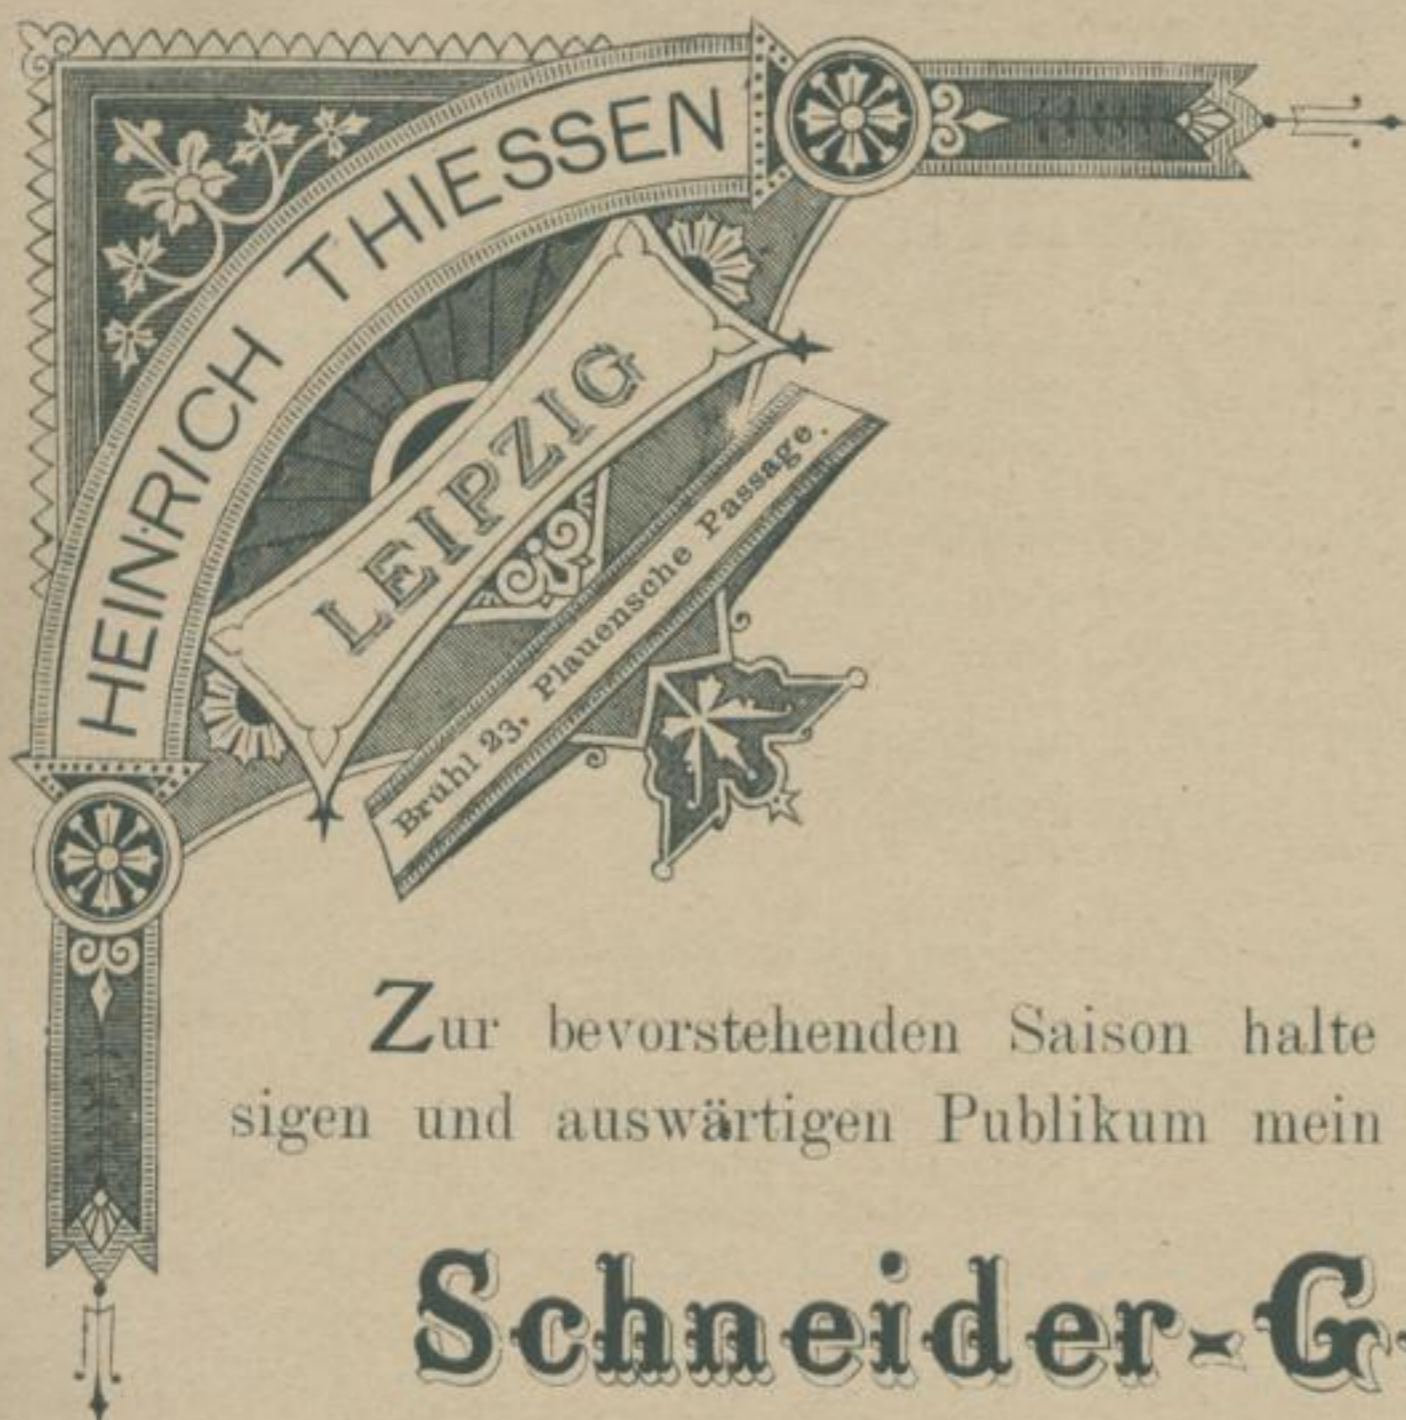 HEINRICH THIESSEN
LEIPZIG
Brühl 23, Plauensche Passage.
Zur bevorstehenden Saison halte
sigen und auswärtigen Publikum mein
Schneider-G